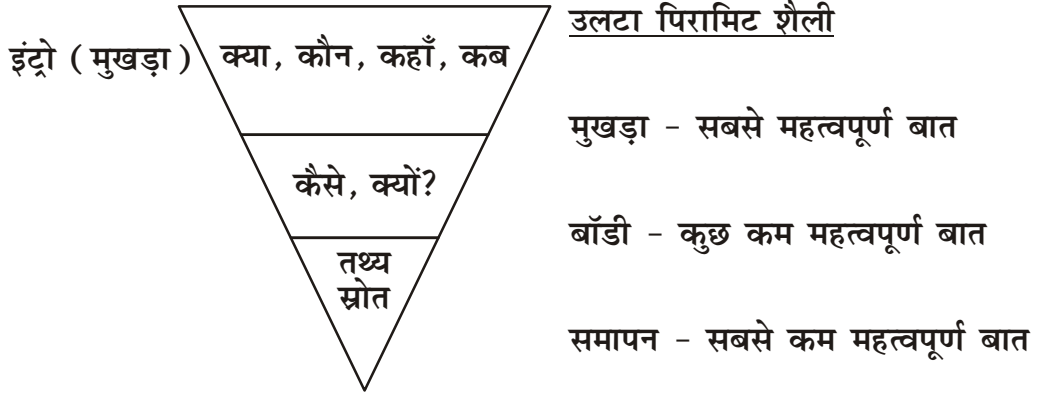 उलटा पिरामिट शैली
इंट्रो ( मुखड़ा ) क्या, कौन, कहाँ, कब
मुखड़ा - सबसे महत्वपूर्ण बात
कैसे, क्यों?
बॉडी - कुछ कम महत्वपूर्ण बात
तथ्य
स्रोत
समापन - सबसे कम महत्वपूर्ण बात